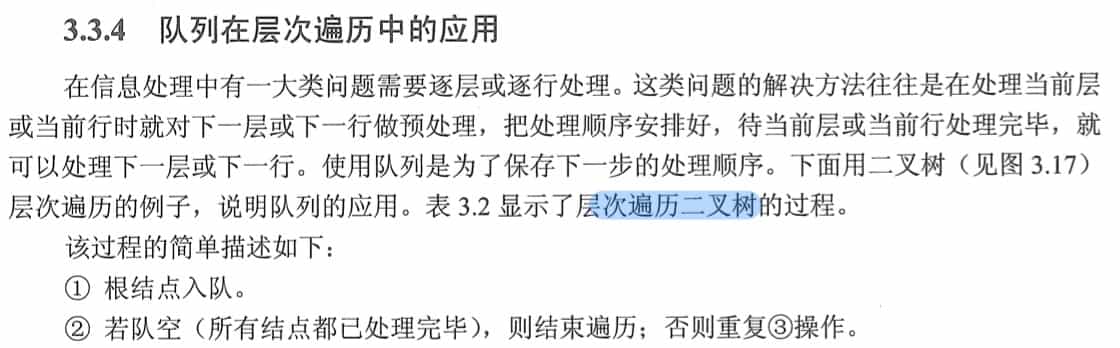 3.3.4 队列在层次遍历中的应用
在信息处理中有一大类问题需要逐层或逐行处理。这类问题的解决方法往往是在处理当前层
或当前行时就对下一层或下一行做预处理，把处理顺序安排好，待当前层或当前行处理完毕，就
可以处理下一层或下一行。使用队列是为了保存下一步的处理顺序。下面用二叉树（见图 3.17）
层次遍历的例子，说明队列的应用。表 3.2 显示了层次遍历二叉树的过程。
该过程的简单描述如下：
① 根结点入队。
② 若队空（所有结点都已处理完毕），则结束遍历；否则重复③操作。